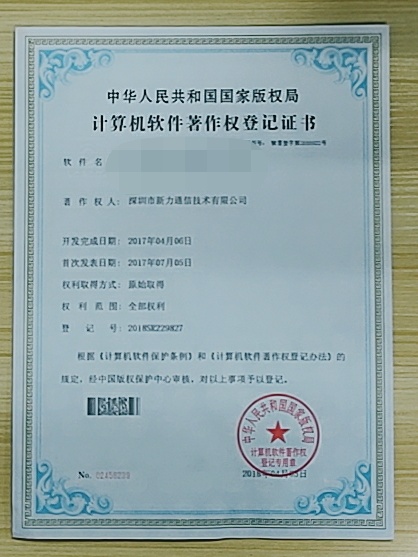 中华人民共和国国家版权局
计算机软件著作权登记证书
软件名
著作权人： 深圳市新力通信技术有限公司
开发完成日期： 2017年04月06日
首次发表日期： 2017年07月05日
权利取得方式： 原始取得
权利范围： 全部权利
登记号： 2018SR229827
根据《计算机软件保护条例》和《计算机软件著作权登记办法》的
规定，经中国版权保护中心审核，对以上事项予以登记。
中华人民共和国国家版权局
计算机软件著作权
登记专用章
No.